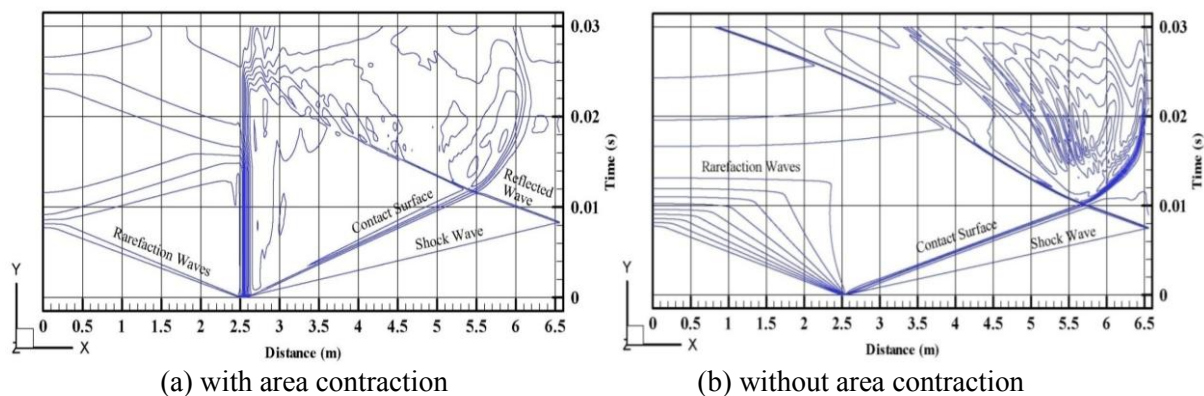 0.03
0.02
0.01
0
Time (s)
Rarefaction Waves
Contact Surface
Shock Wave
Reflected
Wave
Y
Z
X
0 0.5 1 1.5 2 2.5 3 3.5 4 4.5 5 5.5 6 6.5
Distance (m)
(a) with area contraction
0.03
0.02
0.01
0
Time (s)
Rarefaction Waves
Contact Surface
Shock Wave
Y
Z
X
0 0.5 1 1.5 2 2.5 3 3.5 4 4.5 5 5.5 6 6.5
Distance (m)
(b) without area contraction